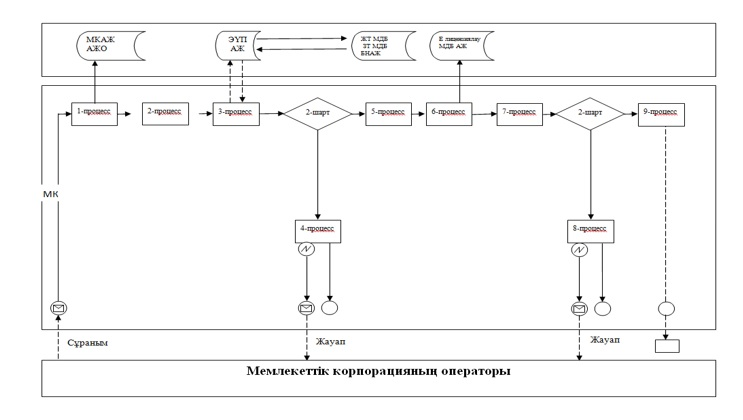 МКАЖ
АЖО
ЭҮП
АЖ
ЖТ МДБ
ЗТ МДБ
БНАЖ
Е лицензиялау
МДБ АЖ
1-процесс
2-процесс
3-процесс
2-шарт
5-процесс
6-процесс
7-процесс
2-шарт
9-процесс
МК
4-процесс
8-процесс
Сұраным
Жауап
Жауап
Мемлекеттік корпорацияның операторы